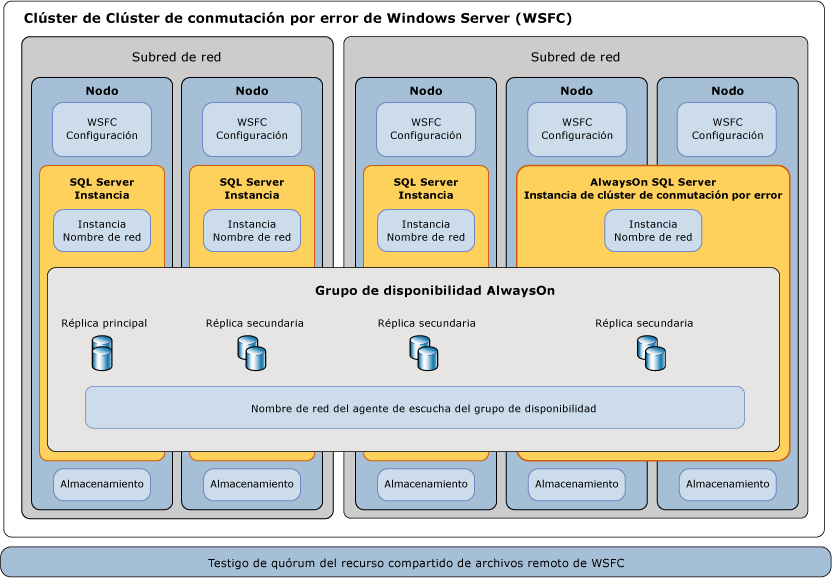 Clúster de Clúster de conmutación por error de Windows Server (WSFC)
Subred de red
Subred de red
Nodo
Nodo
Nodo
Nodo
Nodo
WSFC
Configuración
WSFC
Configuración
WSFC
Configuración
WSFC
Configuración
WSFC
Configuración
SQL Server
Instancia
SQL Server
Instancia
SQL Server
Instancia
AlwaysOn SQL Server
Instancia de clúster de conmutación por error
Instancia
Nombre de red
Instancia
Nombre de red
Instancia
Nombre de red
Instancia
Nombre de red
Grupo de disponibilidad AlwaysOn
Réplica principal
Réplica secundaria
Réplica secundaria
Réplica secundaria
Nombre de red del agente de escucha del grupo de disponibilidad
Almacenamiento
Almacenamiento
Almacenamiento
Almacenamiento
Almacenamiento
Testigo de quórum del recurso compartido de archivos remoto de WSFC